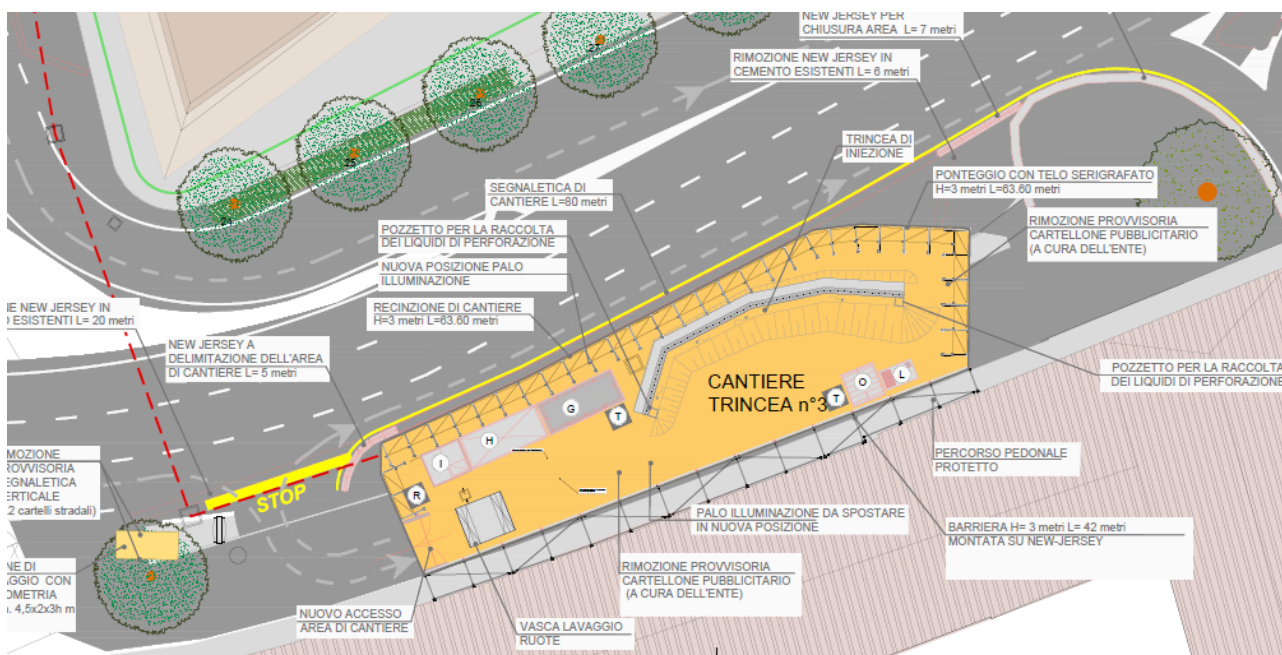 NEW JERSEY PER
CHIUSURA AREA L= 7 metri
RIMOZIONE NEW JERSEY IN
CEMENTO ESISTENTI L= 6 metri
27
26
25
24
TRINCEA DI
INIEZIONE
PONTEGGIO CON TELO SERIGRAFATO
H=3 metri L=63.60 metri
SEGNALETICA DI
CANTIERE L=80 metri
RIMOZIONE PROVVISORIA
CARTELLONE PUBBLICITARIO
(A CURA DELL'ENTE)
POZZETTO PER LA RACCOLTA
DEI LIQUIDI DI PERFORAZIONE
NUOVA POSIZIONE PALO
ILLUMINAZIONE
RECINZIONE DI CANTIERE
H=3 metri L=63.60 metri
NE NEW JERSEY IN
O ESISTENTI L= 20 metri
NEW JERSEY A
DELIMITAZIONE DELL'AREA
DI CANTIERE L= 5 metri
POZZETTO PER LA RACCOLTA
DEI LIQUIDI DI PERFORAZIONE
CANTIERE
TRINCEA n°3
O
L
T
G
T
H
I
R
STOP
MOZIONE
ROVVISORIA
EGNALETICA
ERTICALE
2 cartelli stradali)
PERCORSO PEDONALE
PROTETTO
PALO ILLUMINAZIONE DA SPOSTARE
IN NUOVA POSIZIONE
BARRIERA H= 3 metri L= 42 metri
MONTATA SU NEW-JERSEY
NE DI
AGGIO CON
OMETRIA
. 4,5x2x3h m
RIMOZIONE PROVVISORIA
CARTELLONE PUBBLICITARIO
(A CURA DELL'ENTE)
NUOVO ACCESSO
AREA DI CANTIERE
VASCA LAVAGGIO
RUOTE